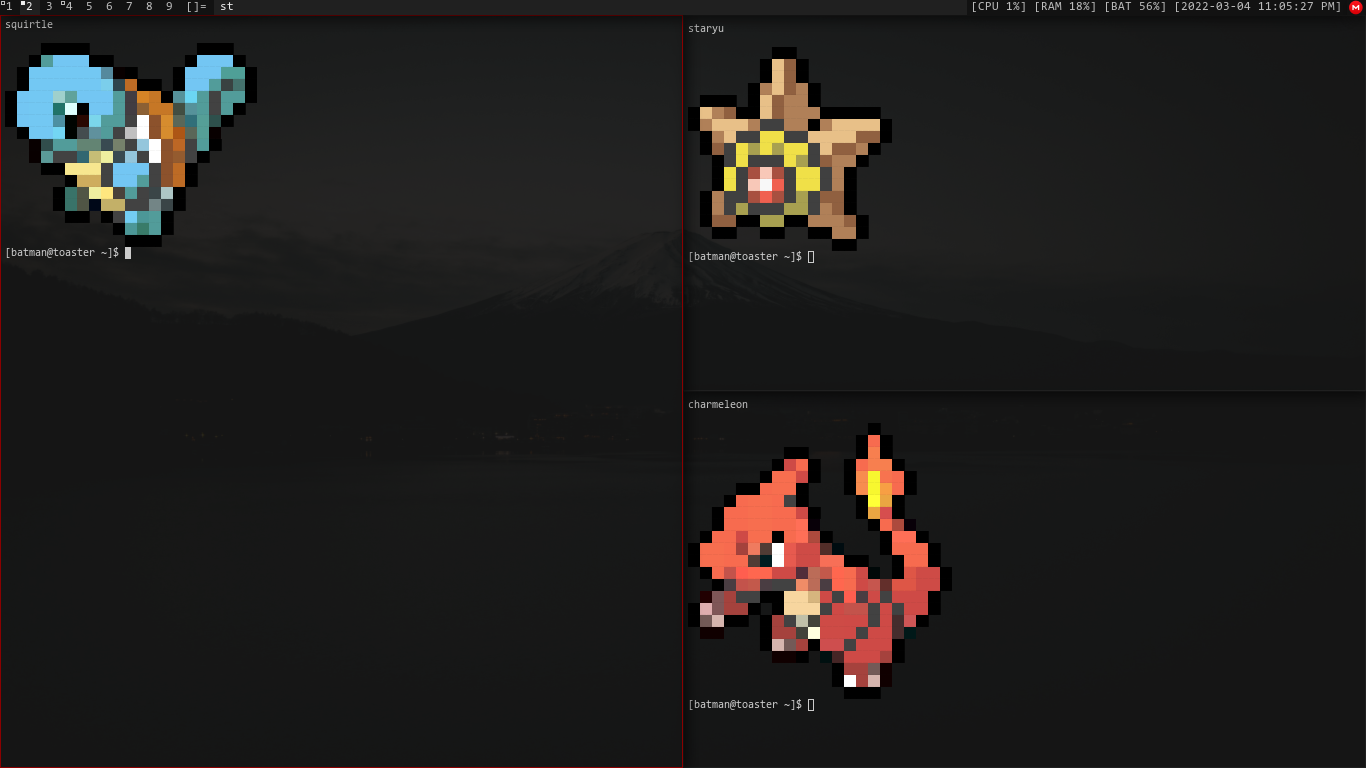 1 2 3 4 5 6 7 8 9 []= st [CPU 1%] [RAM 18%] [BAT 56%] [2022-03-04 11:05:27 PM] M
squirtle
[batman@toaster ~]$
staryu
[batman@toaster ~]$
charmeleon
[batman@toaster ~]$